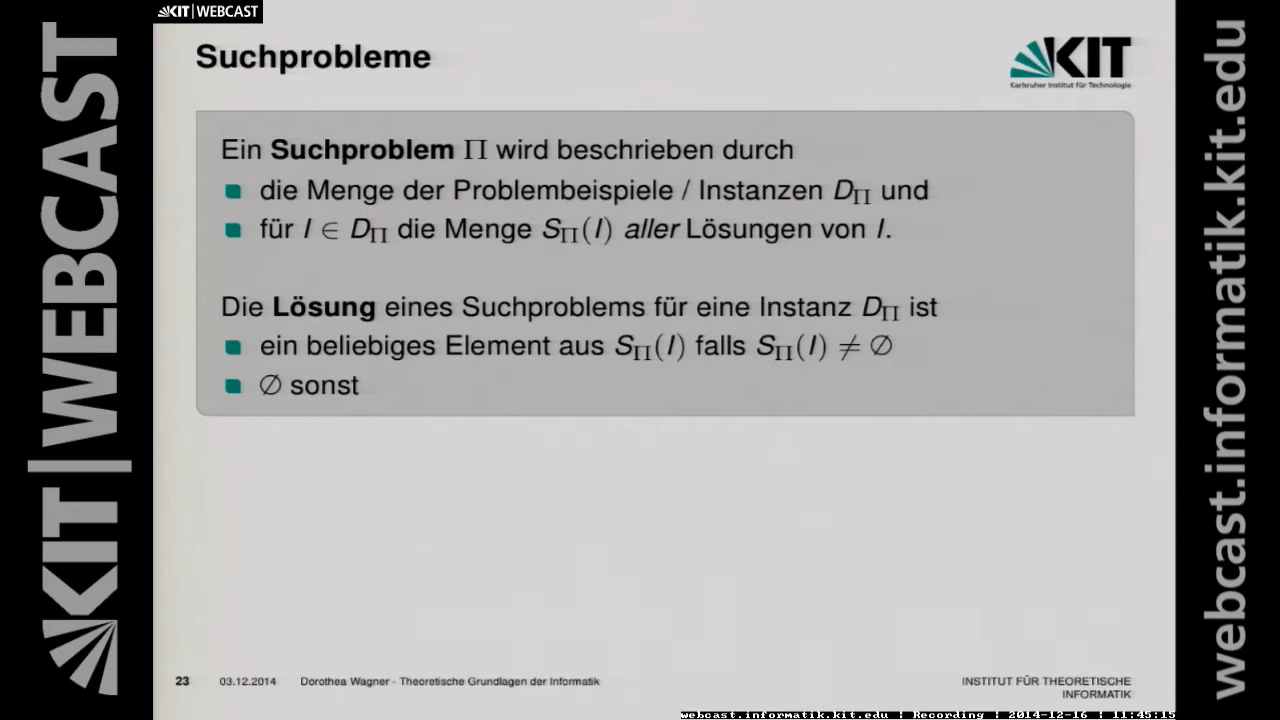 KIT | WEBCAST
KIT | WEBCAST
Suchprobleme
KIT
Karlsruher Institut für Technologie
Ein Suchproblem Π wird beschrieben durch
die Menge der Problembeispiele / Instanzen D_Π und
für I ∈ D_Π die Menge S_Π(I) aller Lösungen von I.
Die Lösung eines Suchproblems für eine Instanz D_Π ist
ein beliebiges Element aus S_Π(I) falls S_Π(I) ≠ ∅
∅ sonst
23 03.12.2014 Dorothea Wagner - Theoretische Grundlagen der Informatik
INSTITUT FÜR THEORETISCHE
INFORMATIK
webcast.informatik.kit.edu
webcast.informatik.kit.edu | Recording | 2014-12-16 | 11:45:15